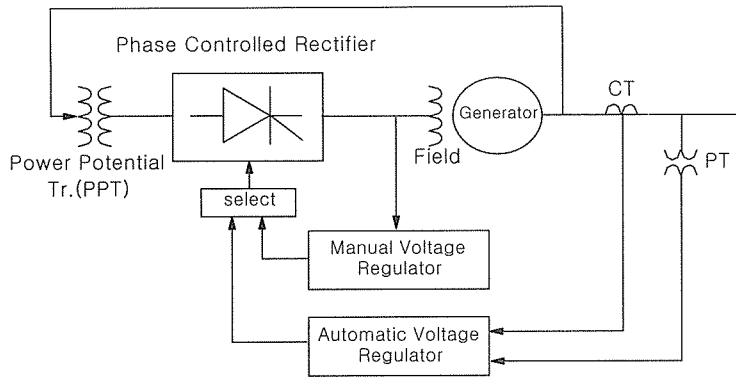 Phase Controlled Rectifier
CT
Generator
Power Potential
Tr.(PPT)
Field
PT
select
Manual Voltage
Regulator
Automatic Voltage
Regulator